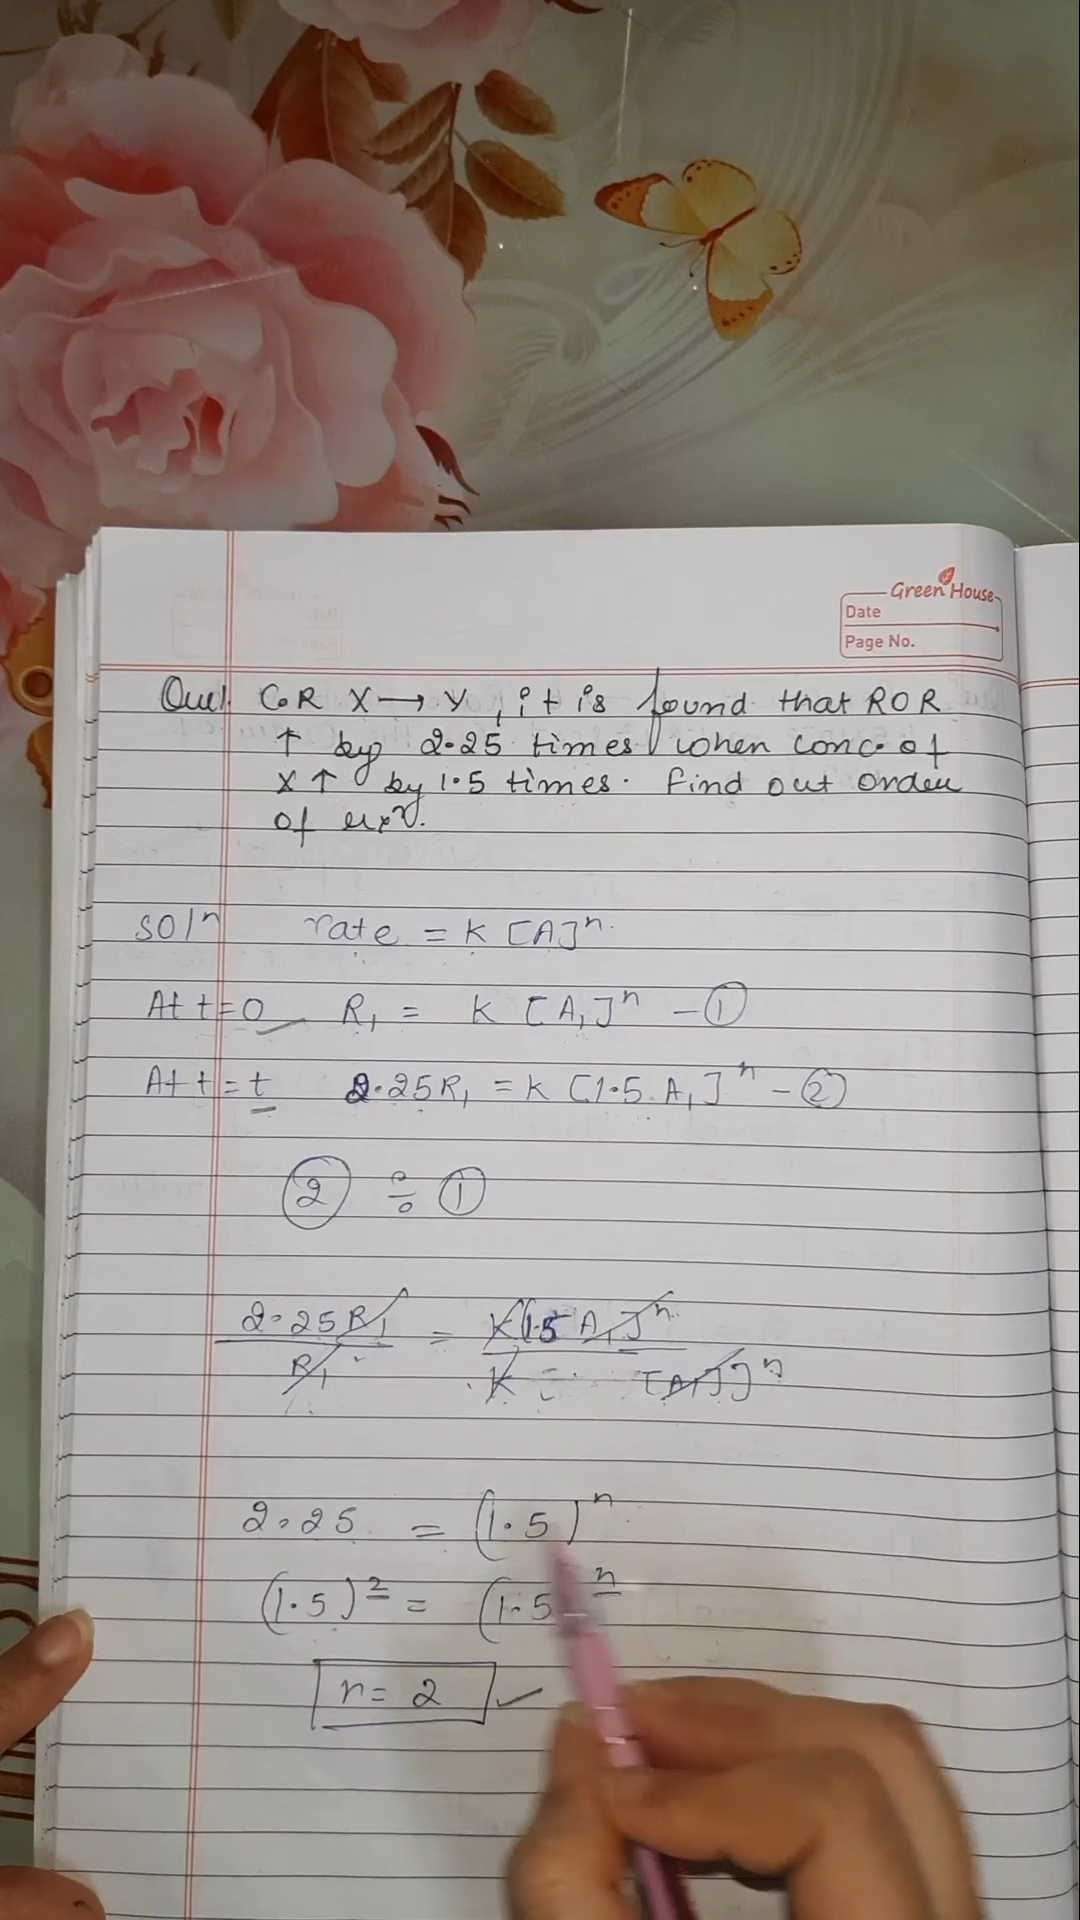 Green House
Date
Page No.
Que1. CoR X → Y, it is found that ROR
↑ by 2.25 times when conc. of
X ↑ by 1.5 times. Find out order
of rxn.
Solⁿ rate = K [A]ⁿ
At t=0 R₁ = K [A₁]ⁿ — ①
At t=t 2.25R₁ = K [1.5 A₁]ⁿ — ②
② ÷ ①
2.25R₁ = K(1.5 A₁]ⁿ
R₁ K [A₁]]ⁿ
2.25 = (1.5)ⁿ
(1.5)² = (1.5 ⁿ
n = 2 ✓